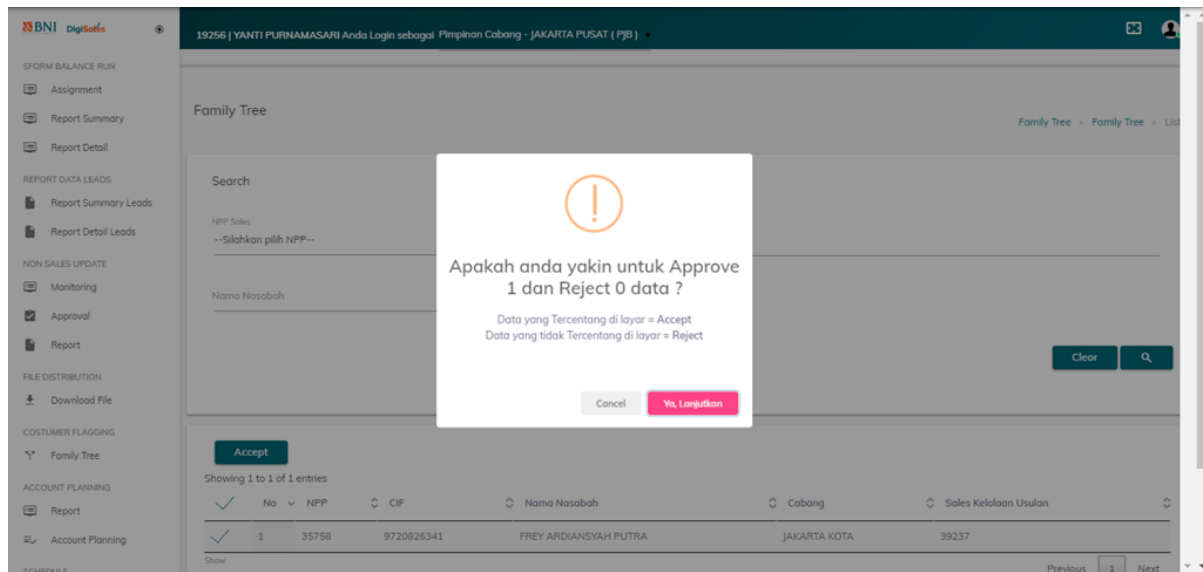 BNI DigiSales
19256 | YANTI PURNAMASARI Anda Login sebagai Pimpinan Cabang - JAKARTA PUSAT ( PJB )
SFORM BALANCE RUN
Assignment
Report Summary
Report Detail
REPORT DATA LEADS
Report Summary Leads
Report Detail Leads
NON SALES UPDATE
Monitoring
Approval
Report
FILE DISTRIBUTION
Download File
COSTUMER FLAGGING
Family Tree
ACCOUNT PLANNING
Report
Account Planning
SCHEDULE
Family Tree
Family Tree > Family Tree > List
Search
NPP Sales
--Silahkan pilih NPP--
Nama Nasabah
Clear
Apakah anda yakin untuk Approve
1 dan Reject 0 data ?
Data yang Tercentang di layar = Accept
Data yang tidak Tercentang di layar = Reject
Cancel Ya, Lanjutkan
Accept
Showing 1 to 1 of 1 entries
No NPP CIF Nama Nasabah Cabang Sales Kelolaan Usulan
1 35758 9720826341 FREY ARDIANSYAH PUTRA JAKARTA KOTA 39237
Show
Previous 1 Next